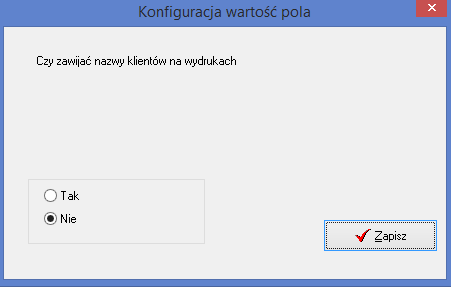 Konfiguracja wartość pola
Czy zawijać nazwy klientów na wydrukach
Tak
Nie
Zapisz